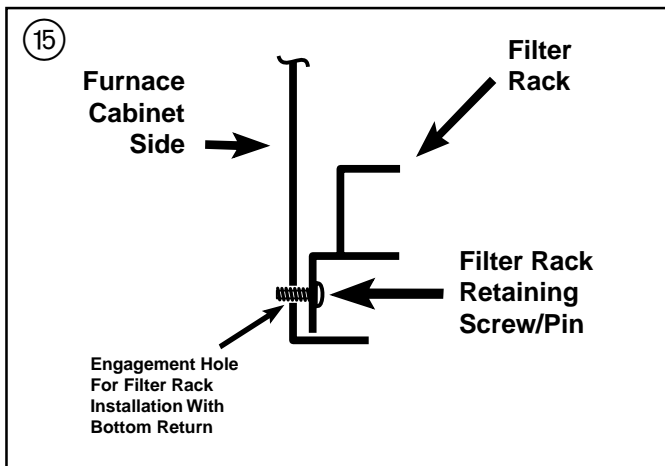 15
Furnace
Cabinet
Side
Filter
Rack
Filter Rack
Retaining
Screw/Pin
Engagement Hole
For Filter Rack
Installation With
Bottom Return